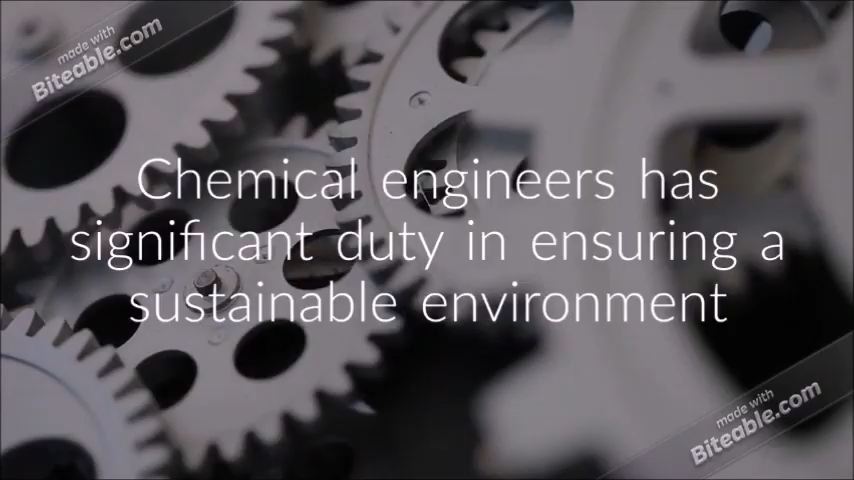 made with
Biteable.com
Chemical engineers has
significant duty in ensuring a
sustainable environment
made with
Biteable.com